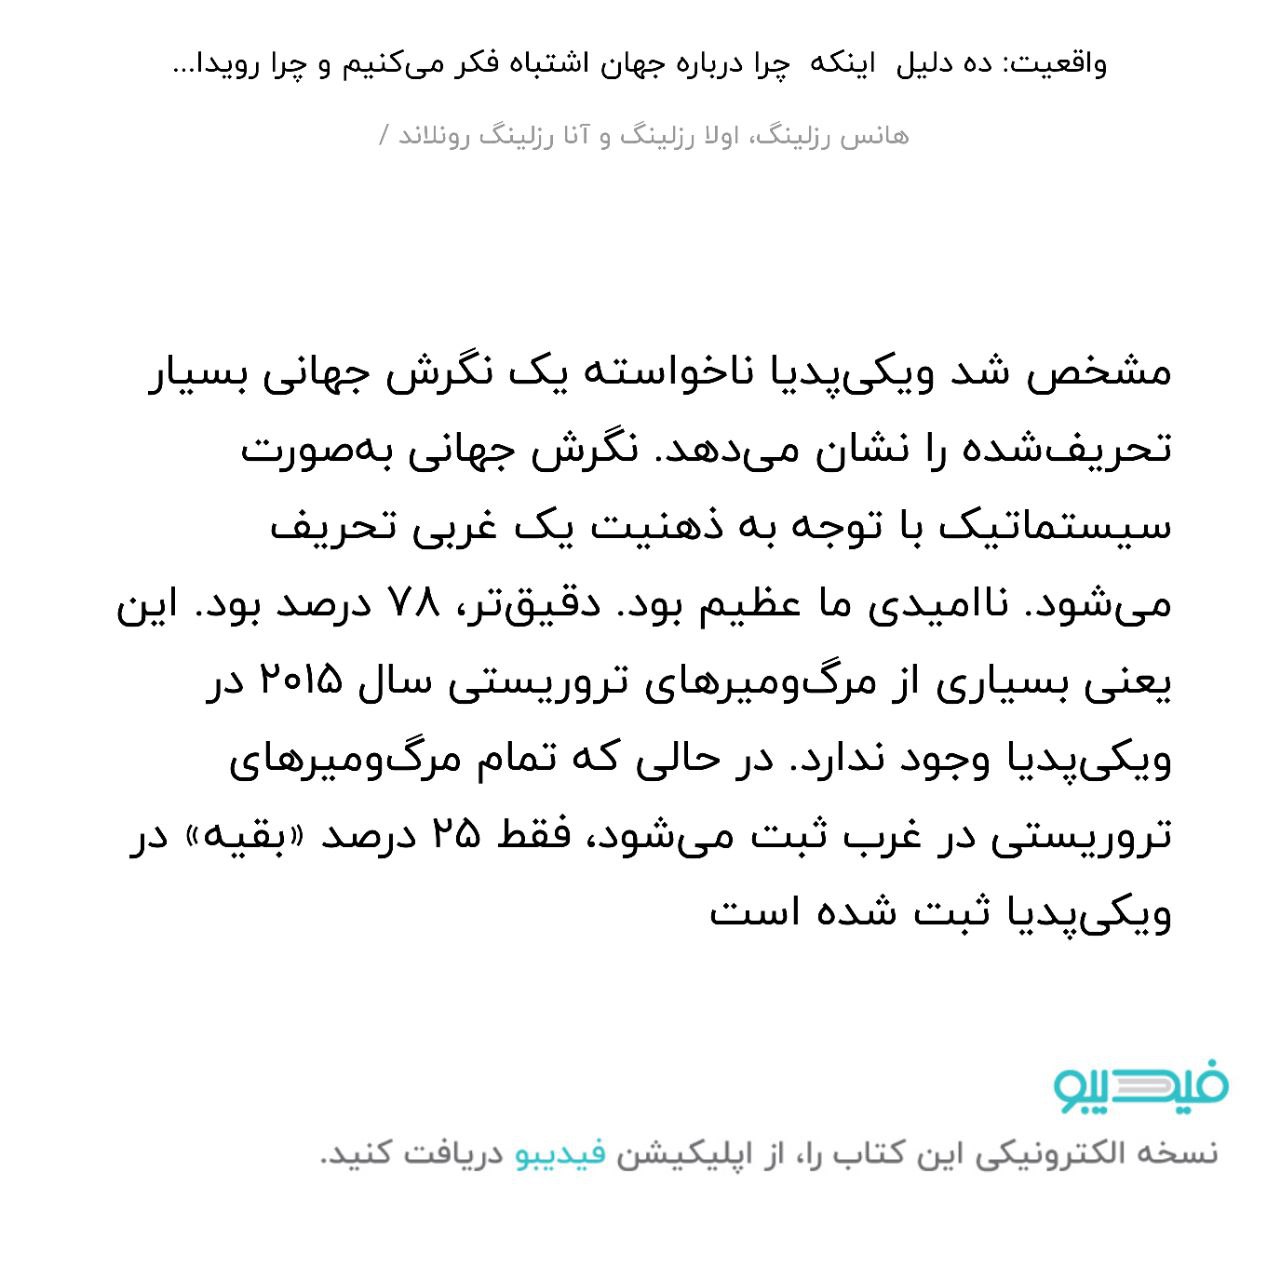 واقعیت: ده دلیل اینکه چرا درباره جهان اشتباه فکر می‌کنیم و چرا رویدا...
هانس رزلینگ، اولا رزلینگ و آنا رزلینگ رونلاند /
مشخص شد ویکی‌پدیا ناخواسته یک نگرش جهانی بسیار
تحریف‌شده را نشان می‌دهد. نگرش جهانی به‌صورت
سیستماتیک با توجه به ذهنیت یک غربی تحریف
می‌شود. ناامیدی ما عظیم بود. دقیق‌تر، ۷۸ درصد بود. این
یعنی بسیاری از مرگ‌ومیرهای تروریستی سال ۲۰۱۵ در
ویکی‌پدیا وجود ندارد. در حالی که تمام مرگ‌ومیرهای
تروریستی در غرب ثبت می‌شود، فقط ۲۵ درصد «بقیه» در
ویکی‌پدیا ثبت شده است
فیدیبو
نسخه الکترونیکی این کتاب را، از اپلیکیشن فیدیبو دریافت کنید.